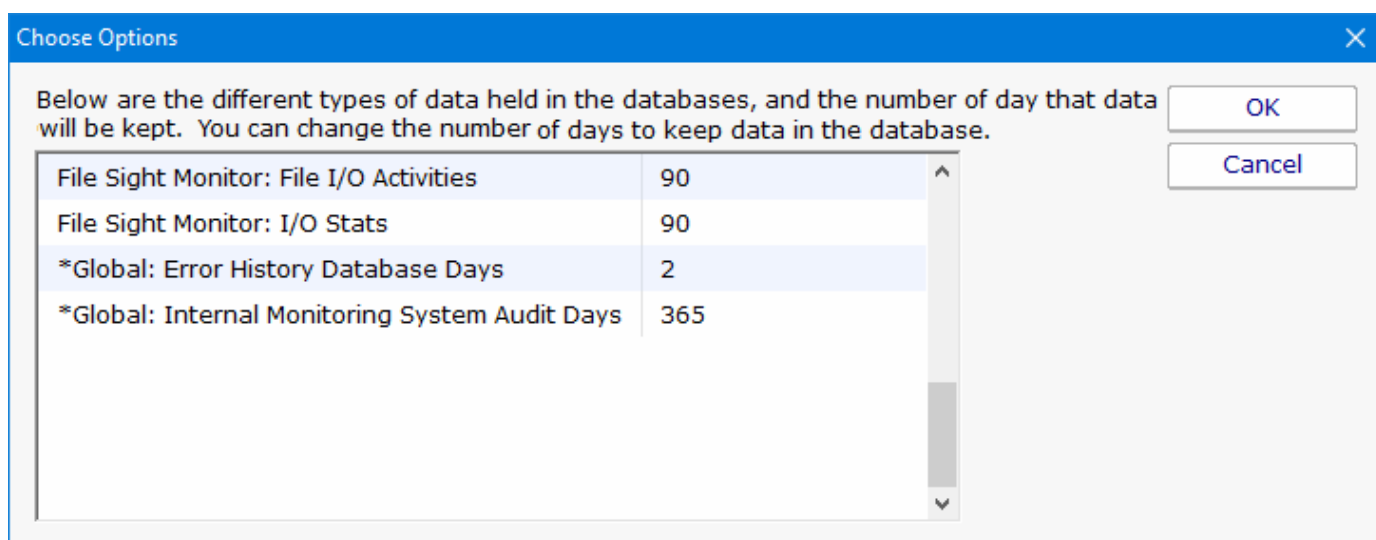 Choose Options
Below are the different types of data held in the databases, and the number of day that data
will be kept. You can change the number of days to keep data in the database.
OK
Cancel
File Sight Monitor: File I/O Activities 90
File Sight Monitor: I/O Stats 90
*Global: Error History Database Days 2
*Global: Internal Monitoring System Audit Days 365